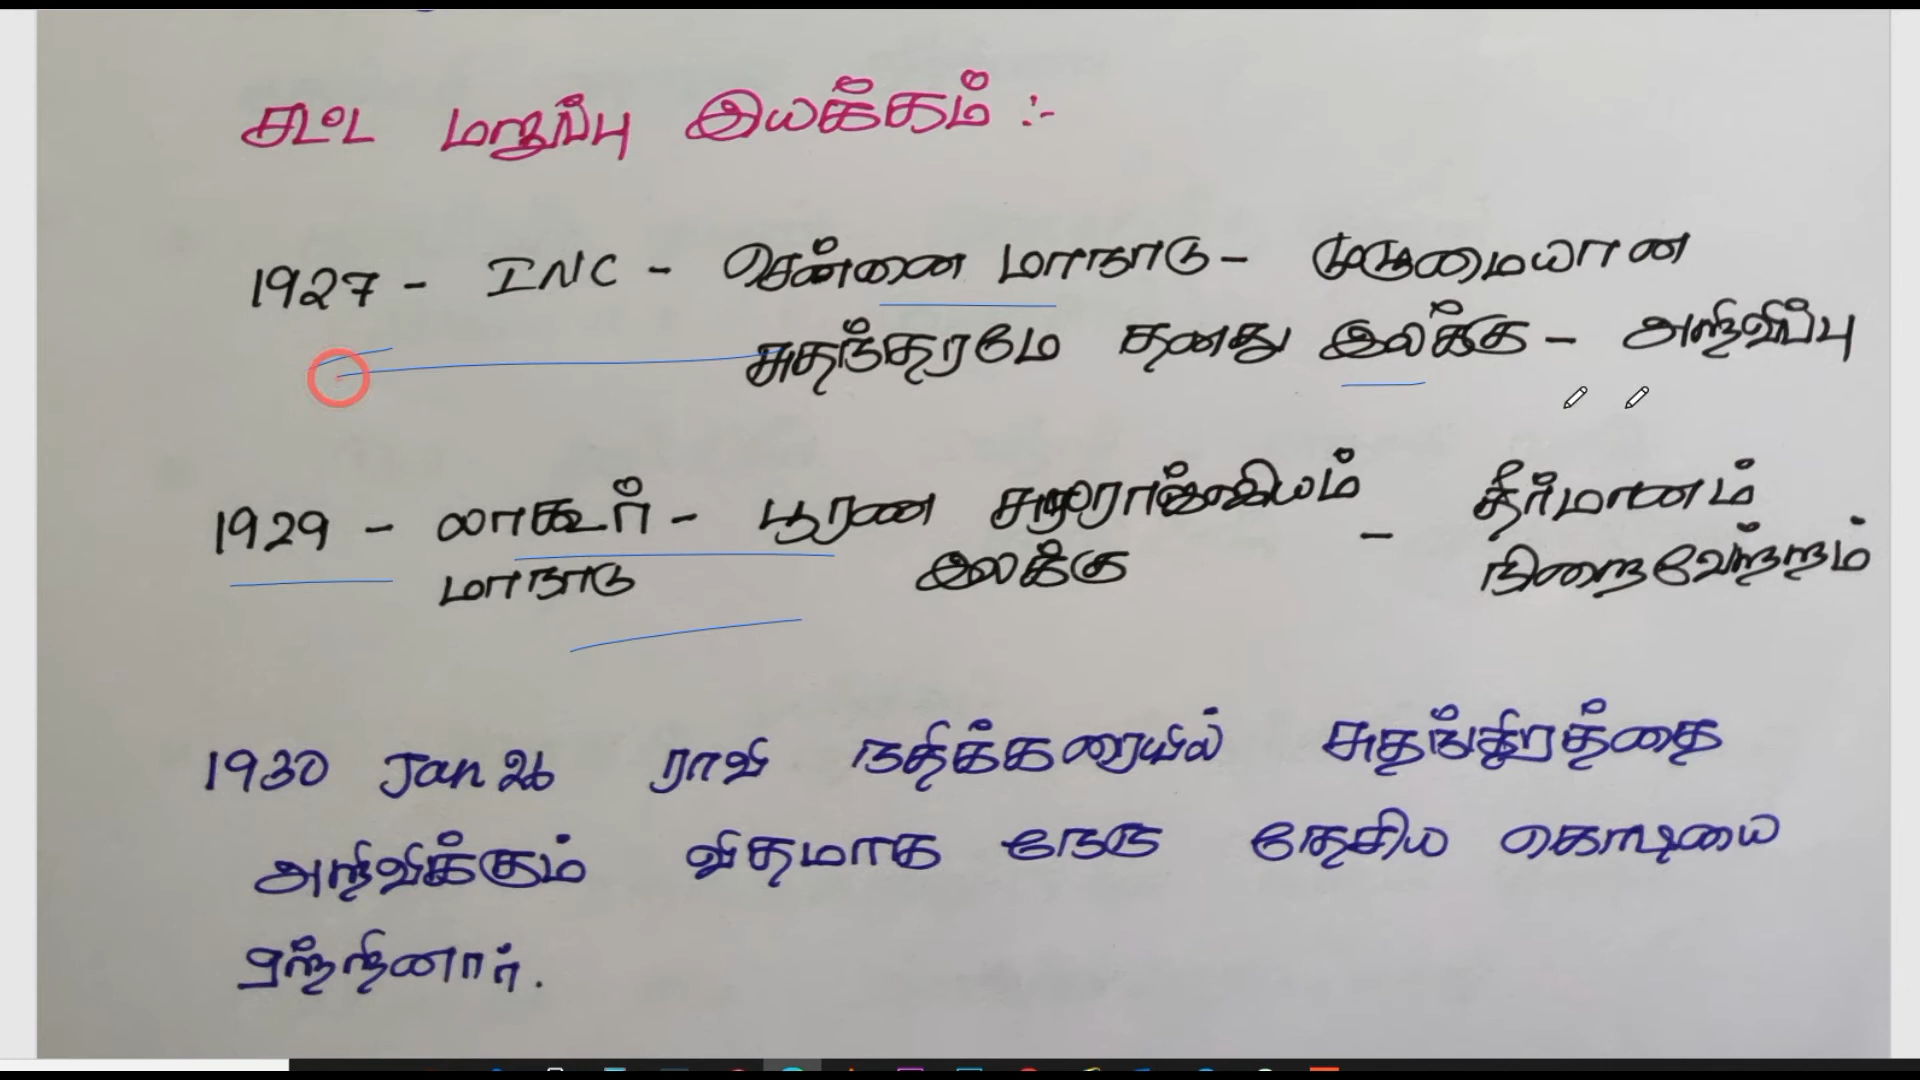 சட்ட மறுப்பு இயக்கம் :-
1927 - INC - சென்னை மாநாடு - முழுமையான
சுதந்தரமே தனது இலக்கு - அறிவிப்பு
1929 - லாகூர் - பூரண சுயராக்கியம் - தீர்மானம்
மாநாடு இலக்கு நிறைவேற்றம்
1930 Jan 26 ராவி நதிக்கரையில் சுதந்திரத்தை
அறிவிக்கும் விதமாக நேரு தேசிய கொடியை
ஏற்றினார்.